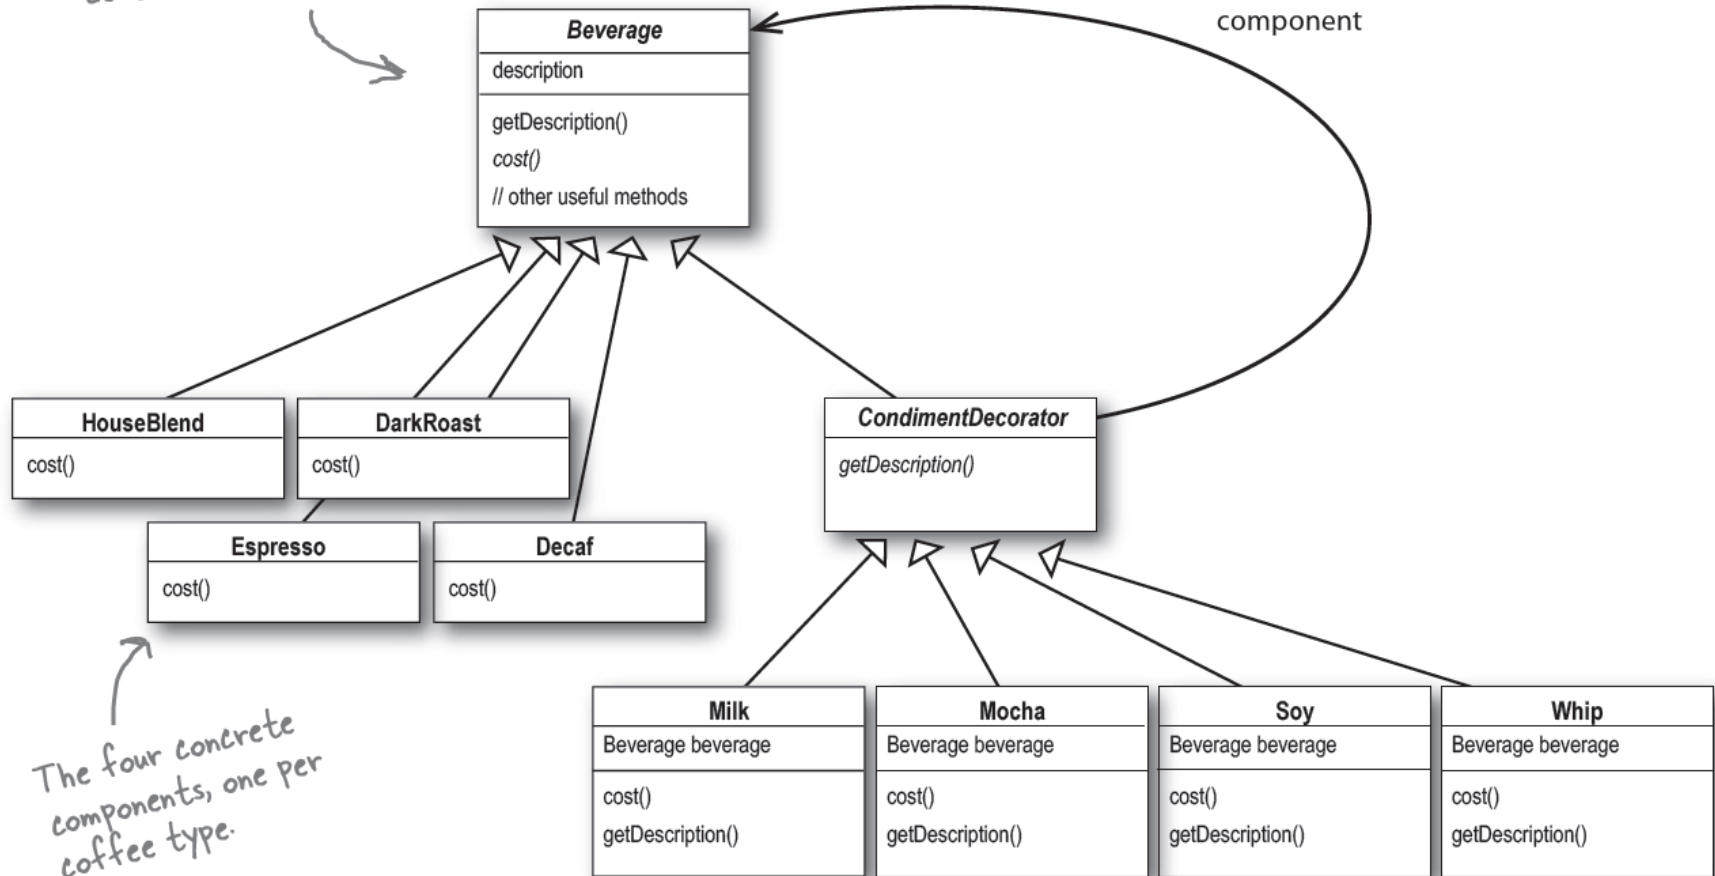 component
Beverage
description
getDescription()
cost()
// other useful methods
HouseBlend
cost()
DarkRoast
cost()
CondimentDecorator
getDescription()
Espresso
cost()
Decaf
cost()
The four concrete
components, one per
coffee type.
Milk
Beverage beverage
cost()
getDescription()
Mocha
Beverage beverage
cost()
getDescription()
Soy
Beverage beverage
cost()
getDescription()
Whip
Beverage beverage
cost()
getDescription()